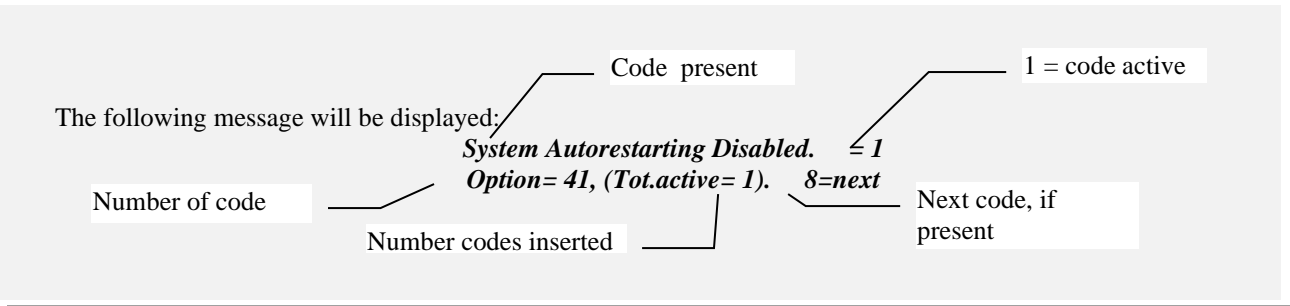 Code present
1 = code active
The following message will be displayed:
System Autorestarting Disabled. = 1
Option= 41, (Tot.active= 1). 8=next
Number of code
Next code, if
present
Number codes inserted